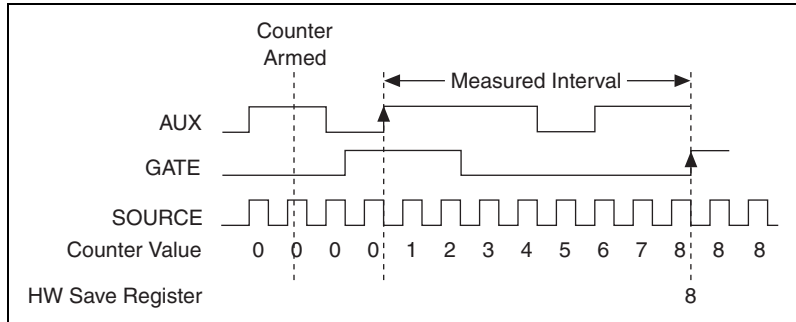 Counter
Armed
Measured Interval
AUX
GATE
SOURCE
Counter Value 0 0 0 0 1 2 3 4 5 6 7 8 8 8
HW Save Register 8